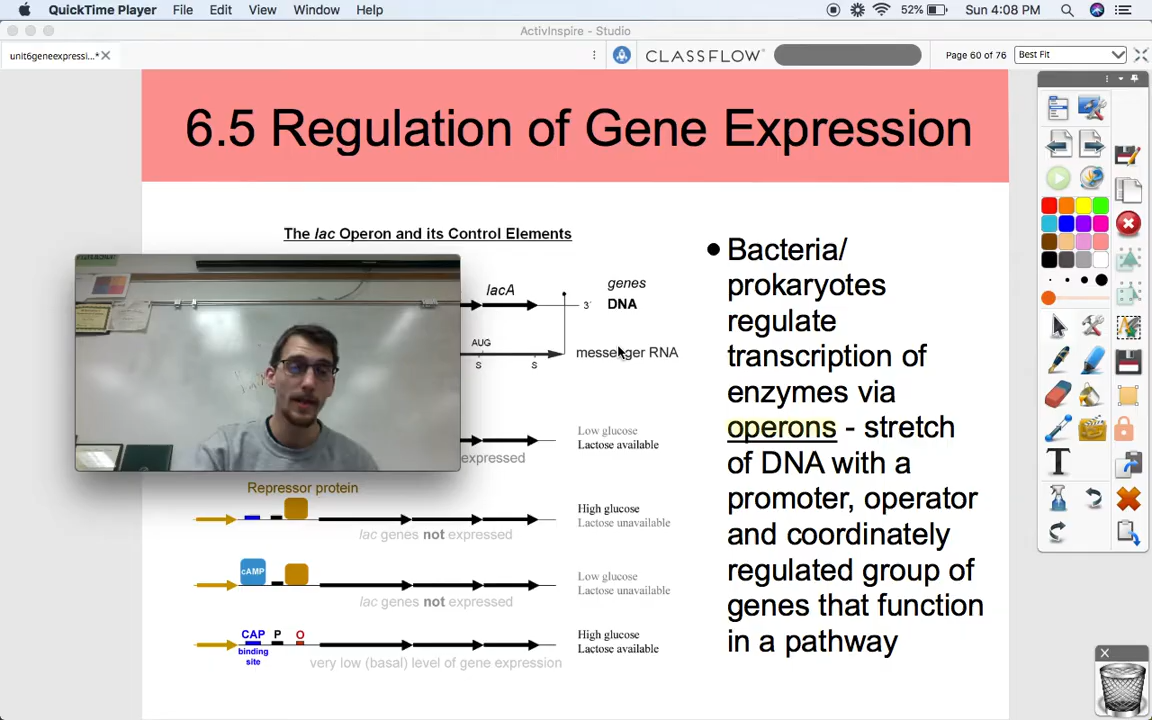 QuickTime Player File Edit View Window Help 52% Sun 4:08 PM
ActivInspire - Studio
unit6geneexpressi...*
CLASSFLOW
Page 60 of 76
Best Fit
6.5 Regulation of Gene Expression
The lac Operon and its Control Elements
lacA
genes
3´
DNA
AUG
messenger RNA
S
S
Low glucose
Lactose available
expressed
Repressor protein
High glucose
Lactose unavailable
lac genes not expressed
cAMP
Low glucose
Lactose unavailable
lac genes not expressed
CAP P O
binding
site
High glucose
Lactose available
very low (basal) level of gene expression
• Bacteria/
prokaryotes
regulate
transcription of
enzymes via
operons - stretch
of DNA with a
promoter, operator
and coordinately
regulated group of
genes that function
in a pathway
T